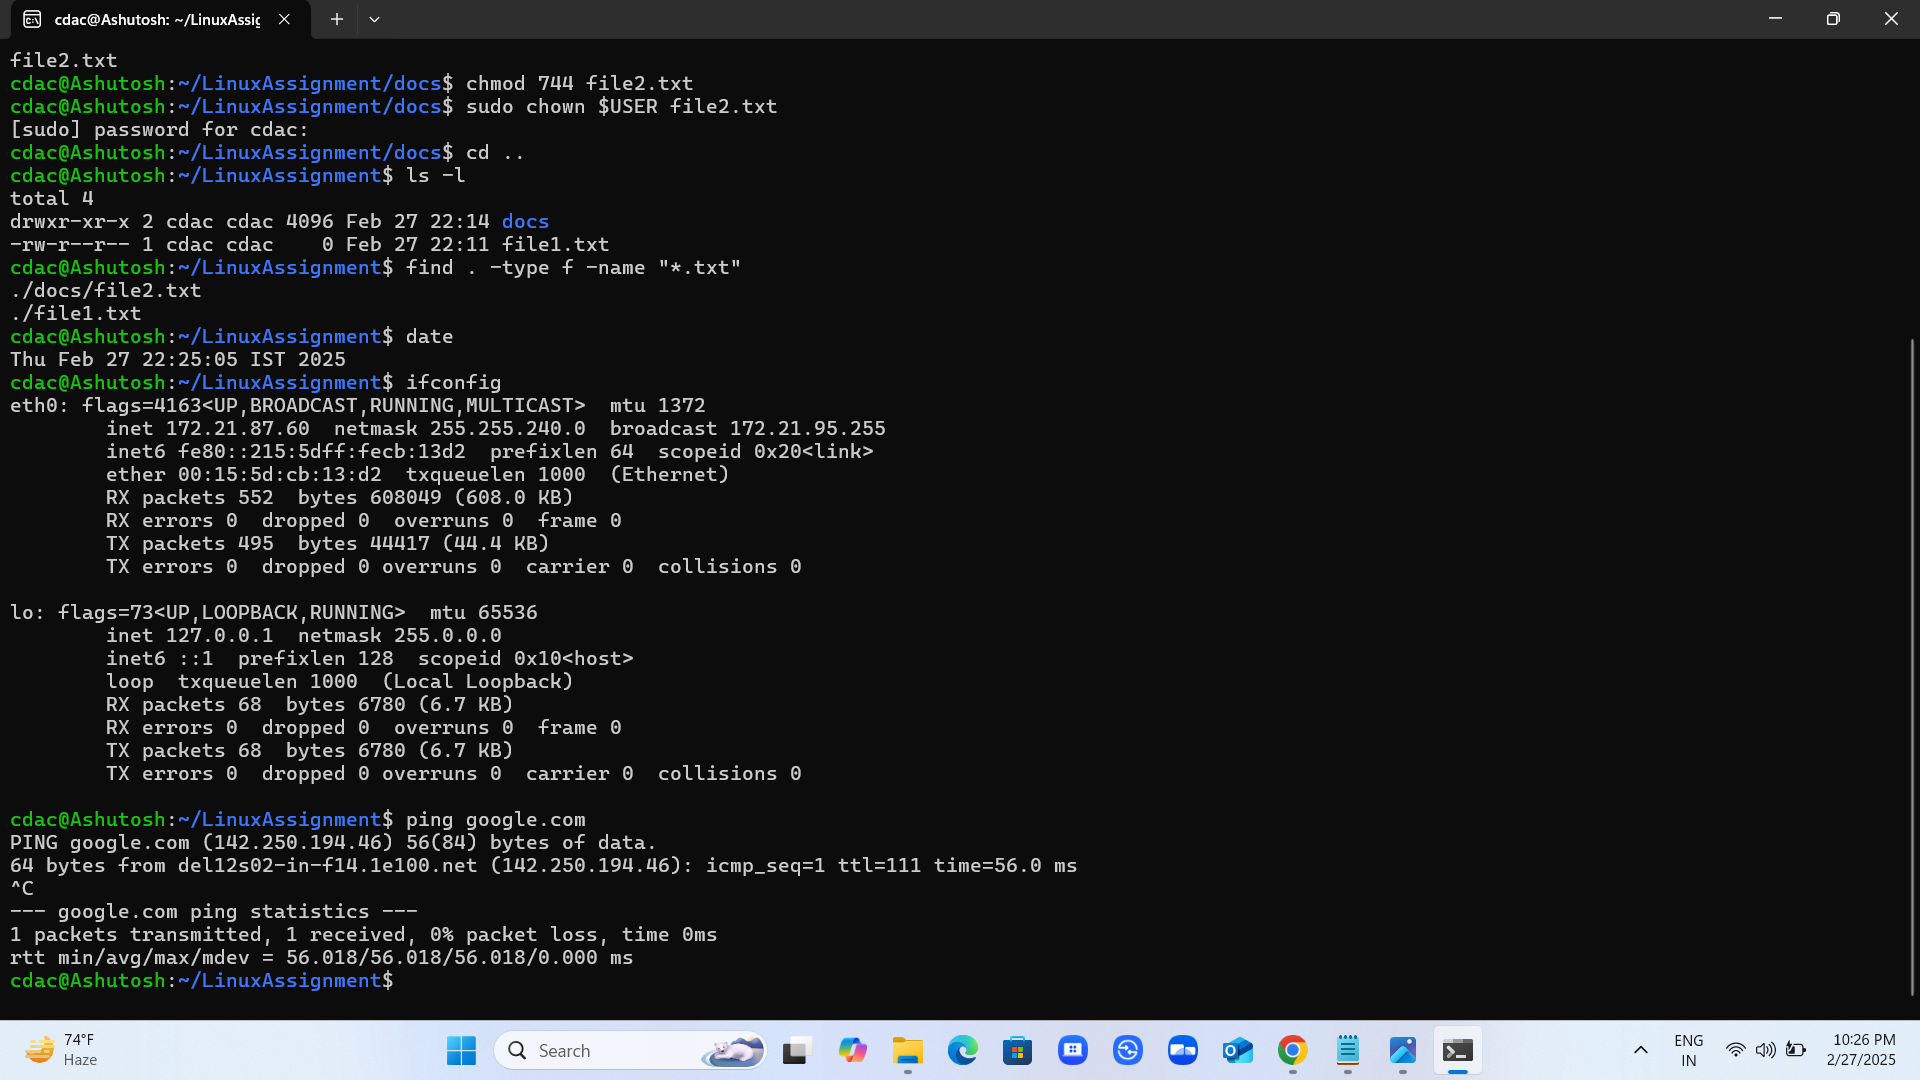 cdac@Ashutosh: ~/LinuxAssig
file2.txt
cdac@Ashutosh:~/LinuxAssignment/docs$ chmod 744 file2.txt
cdac@Ashutosh:~/LinuxAssignment/docs$ sudo chown $USER file2.txt
[sudo] password for cdac:
cdac@Ashutosh:~/LinuxAssignment/docs$ cd ..
cdac@Ashutosh:~/LinuxAssignment$ ls -l
total 4
drwxr-xr-x 2 cdac cdac 4096 Feb 27 22:14 docs
-rw-r--r-- 1 cdac cdac    0 Feb 27 22:11 file1.txt
cdac@Ashutosh:~/LinuxAssignment$ find . -type f -name "*.txt"
./docs/file2.txt
./file1.txt
cdac@Ashutosh:~/LinuxAssignment$ date
Thu Feb 27 22:25:05 IST 2025
cdac@Ashutosh:~/LinuxAssignment$ ifconfig
eth0: flags=4163<UP,BROADCAST,RUNNING,MULTICAST>  mtu 1372
        inet 172.21.87.60  netmask 255.255.240.0  broadcast 172.21.95.255
        inet6 fe80::215:5dff:fecb:13d2  prefixlen 64  scopeid 0x20<link>
        ether 00:15:5d:cb:13:d2  txqueuelen 1000  (Ethernet)
        RX packets 552  bytes 608049 (608.0 KB)
        RX errors 0  dropped 0  overruns 0  frame 0
        TX packets 495  bytes 44417 (44.4 KB)
        TX errors 0  dropped 0 overruns 0  carrier 0  collisions 0
lo: flags=73<UP,LOOPBACK,RUNNING>  mtu 65536
        inet 127.0.0.1  netmask 255.0.0.0
        inet6 ::1  prefixlen 128  scopeid 0x10<host>
        loop  txqueuelen 1000  (Local Loopback)
        RX packets 68  bytes 6780 (6.7 KB)
        RX errors 0  dropped 0  overruns 0  frame 0
        TX packets 68  bytes 6780 (6.7 KB)
        TX errors 0  dropped 0 overruns 0  carrier 0  collisions 0
cdac@Ashutosh:~/LinuxAssignment$ ping google.com
PING google.com (142.250.194.46) 56(84) bytes of data.
64 bytes from del12s02-in-f14.1e100.net (142.250.194.46): icmp_seq=1 ttl=111 time=56.0 ms
^C
--- google.com ping statistics ---
1 packets transmitted, 1 received, 0% packet loss, time 0ms
rtt min/avg/max/mdev = 56.018/56.018/56.018/0.000 ms
cdac@Ashutosh:~/LinuxAssignment$
74°F
Haze
Search
ENG
IN
10:26 PM
2/27/2025